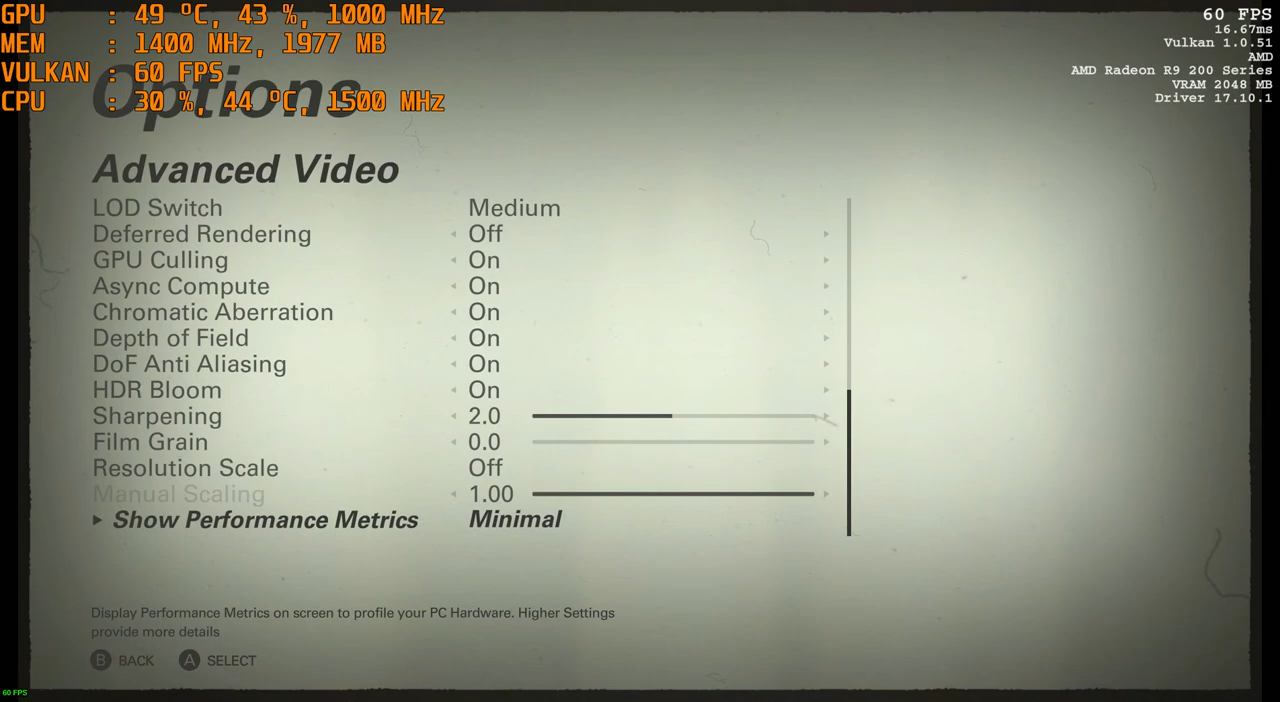 GPU : 49 ºC, 43 %, 1000 MHz
MEM : 1400 MHz, 1977 MB
VULKAN : 60 FPS
CPU : 30 %, 44 ºC, 1500 MHz
60 FPS
16.67ms
Vulkan 1.0.51
AMD
AMD Radeon R9 200 Series
VRAM 2048 MB
Driver 17.10.1
Options
Advanced Video
LOD Switch Medium
Deferred Rendering Off
GPU Culling On
Async Compute On
Chromatic Aberration On
Depth of Field On
DoF Anti Aliasing On
HDR Bloom On
Sharpening 2.0
Film Grain 0.0
Resolution Scale Off
Manual Scaling 1.00
Show Performance Metrics Minimal
Display Performance Metrics on screen to profile your PC Hardware. Higher Settings
provide more details
B BACK A SELECT
60 FPS